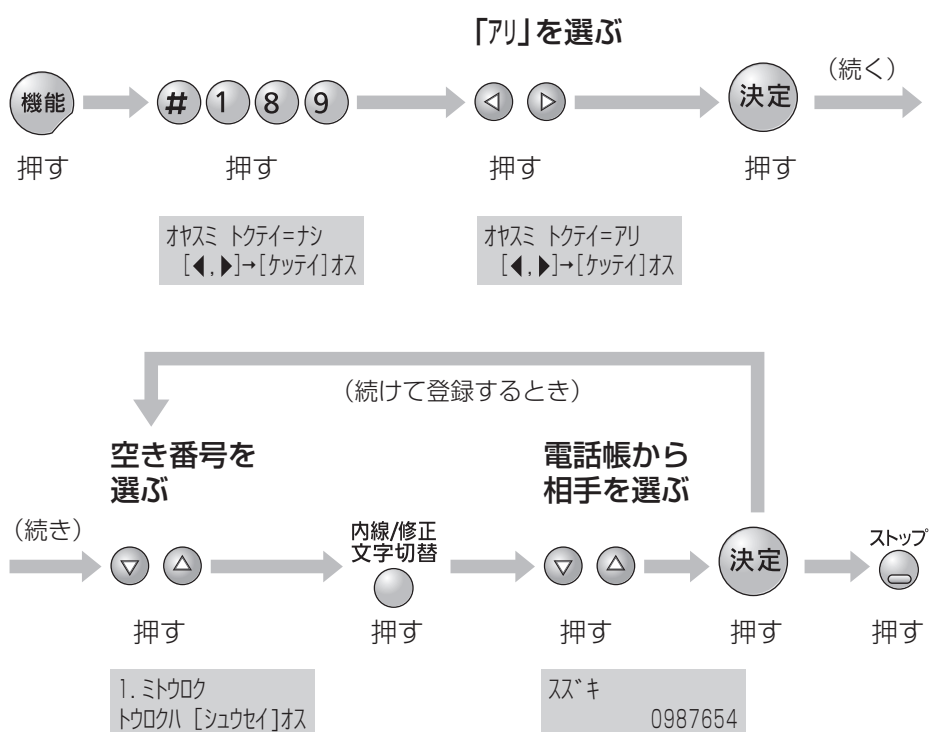 「ｱﾘ」を選ぶ
機能
# 1 8 9
決定
(続く)
押す
押す
押す
押す
ｵﾔｽﾐ ﾄｸﾃｲ=ﾅｼ
[◀,▶]→[ｹｯﾃｲ]ｵｽ
ｵﾔｽﾐ ﾄｸﾃｲ=ｱﾘ
[◀,▶]→[ｹｯﾃｲ]ｵｽ
(続けて登録するとき)
空き番号を
選ぶ
電話帳から
相手を選ぶ
(続き)
内線/修正
文字切替
決定
ストップ
押す
押す
押す
押す
押す
1.ﾐﾄｳﾛｸ
ﾄｳﾛｸﾊ [ｼｭｳｾｲ]ｵｽ
ｽｽﾞｷ
0987654